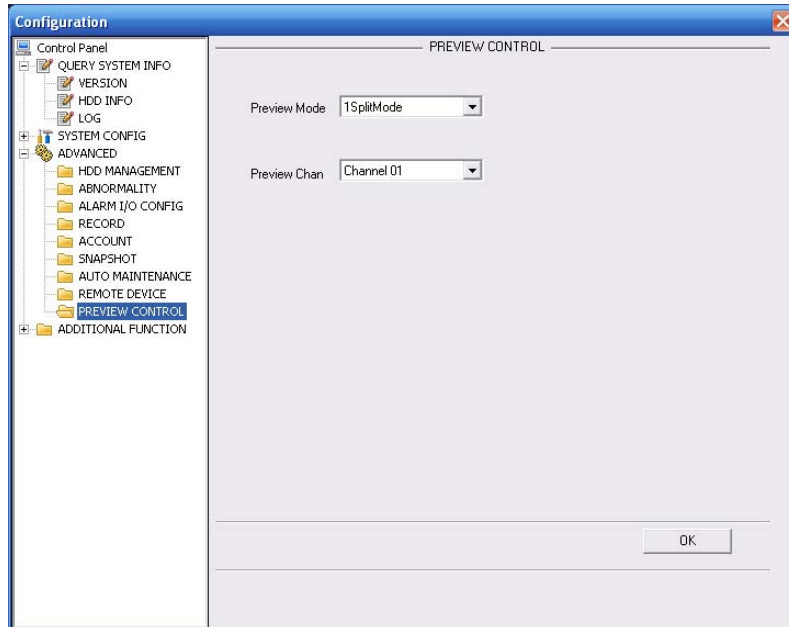 Configuration
Control Panel
QUERY SYSTEM INFO
VERSION
HDD INFO
LOG
SYSTEM CONFIG
ADVANCED
HDD MANAGEMENT
ABNORMALITY
ALARM I/O CONFIG
RECORD
ACCOUNT
SNAPSHOT
AUTO MAINTENANCE
REMOTE DEVICE
PREVIEW CONTROL
ADDITIONAL FUNCTION
PREVIEW CONTROL
Preview Mode 1SplitMode
Preview Chan Channel 01
OK